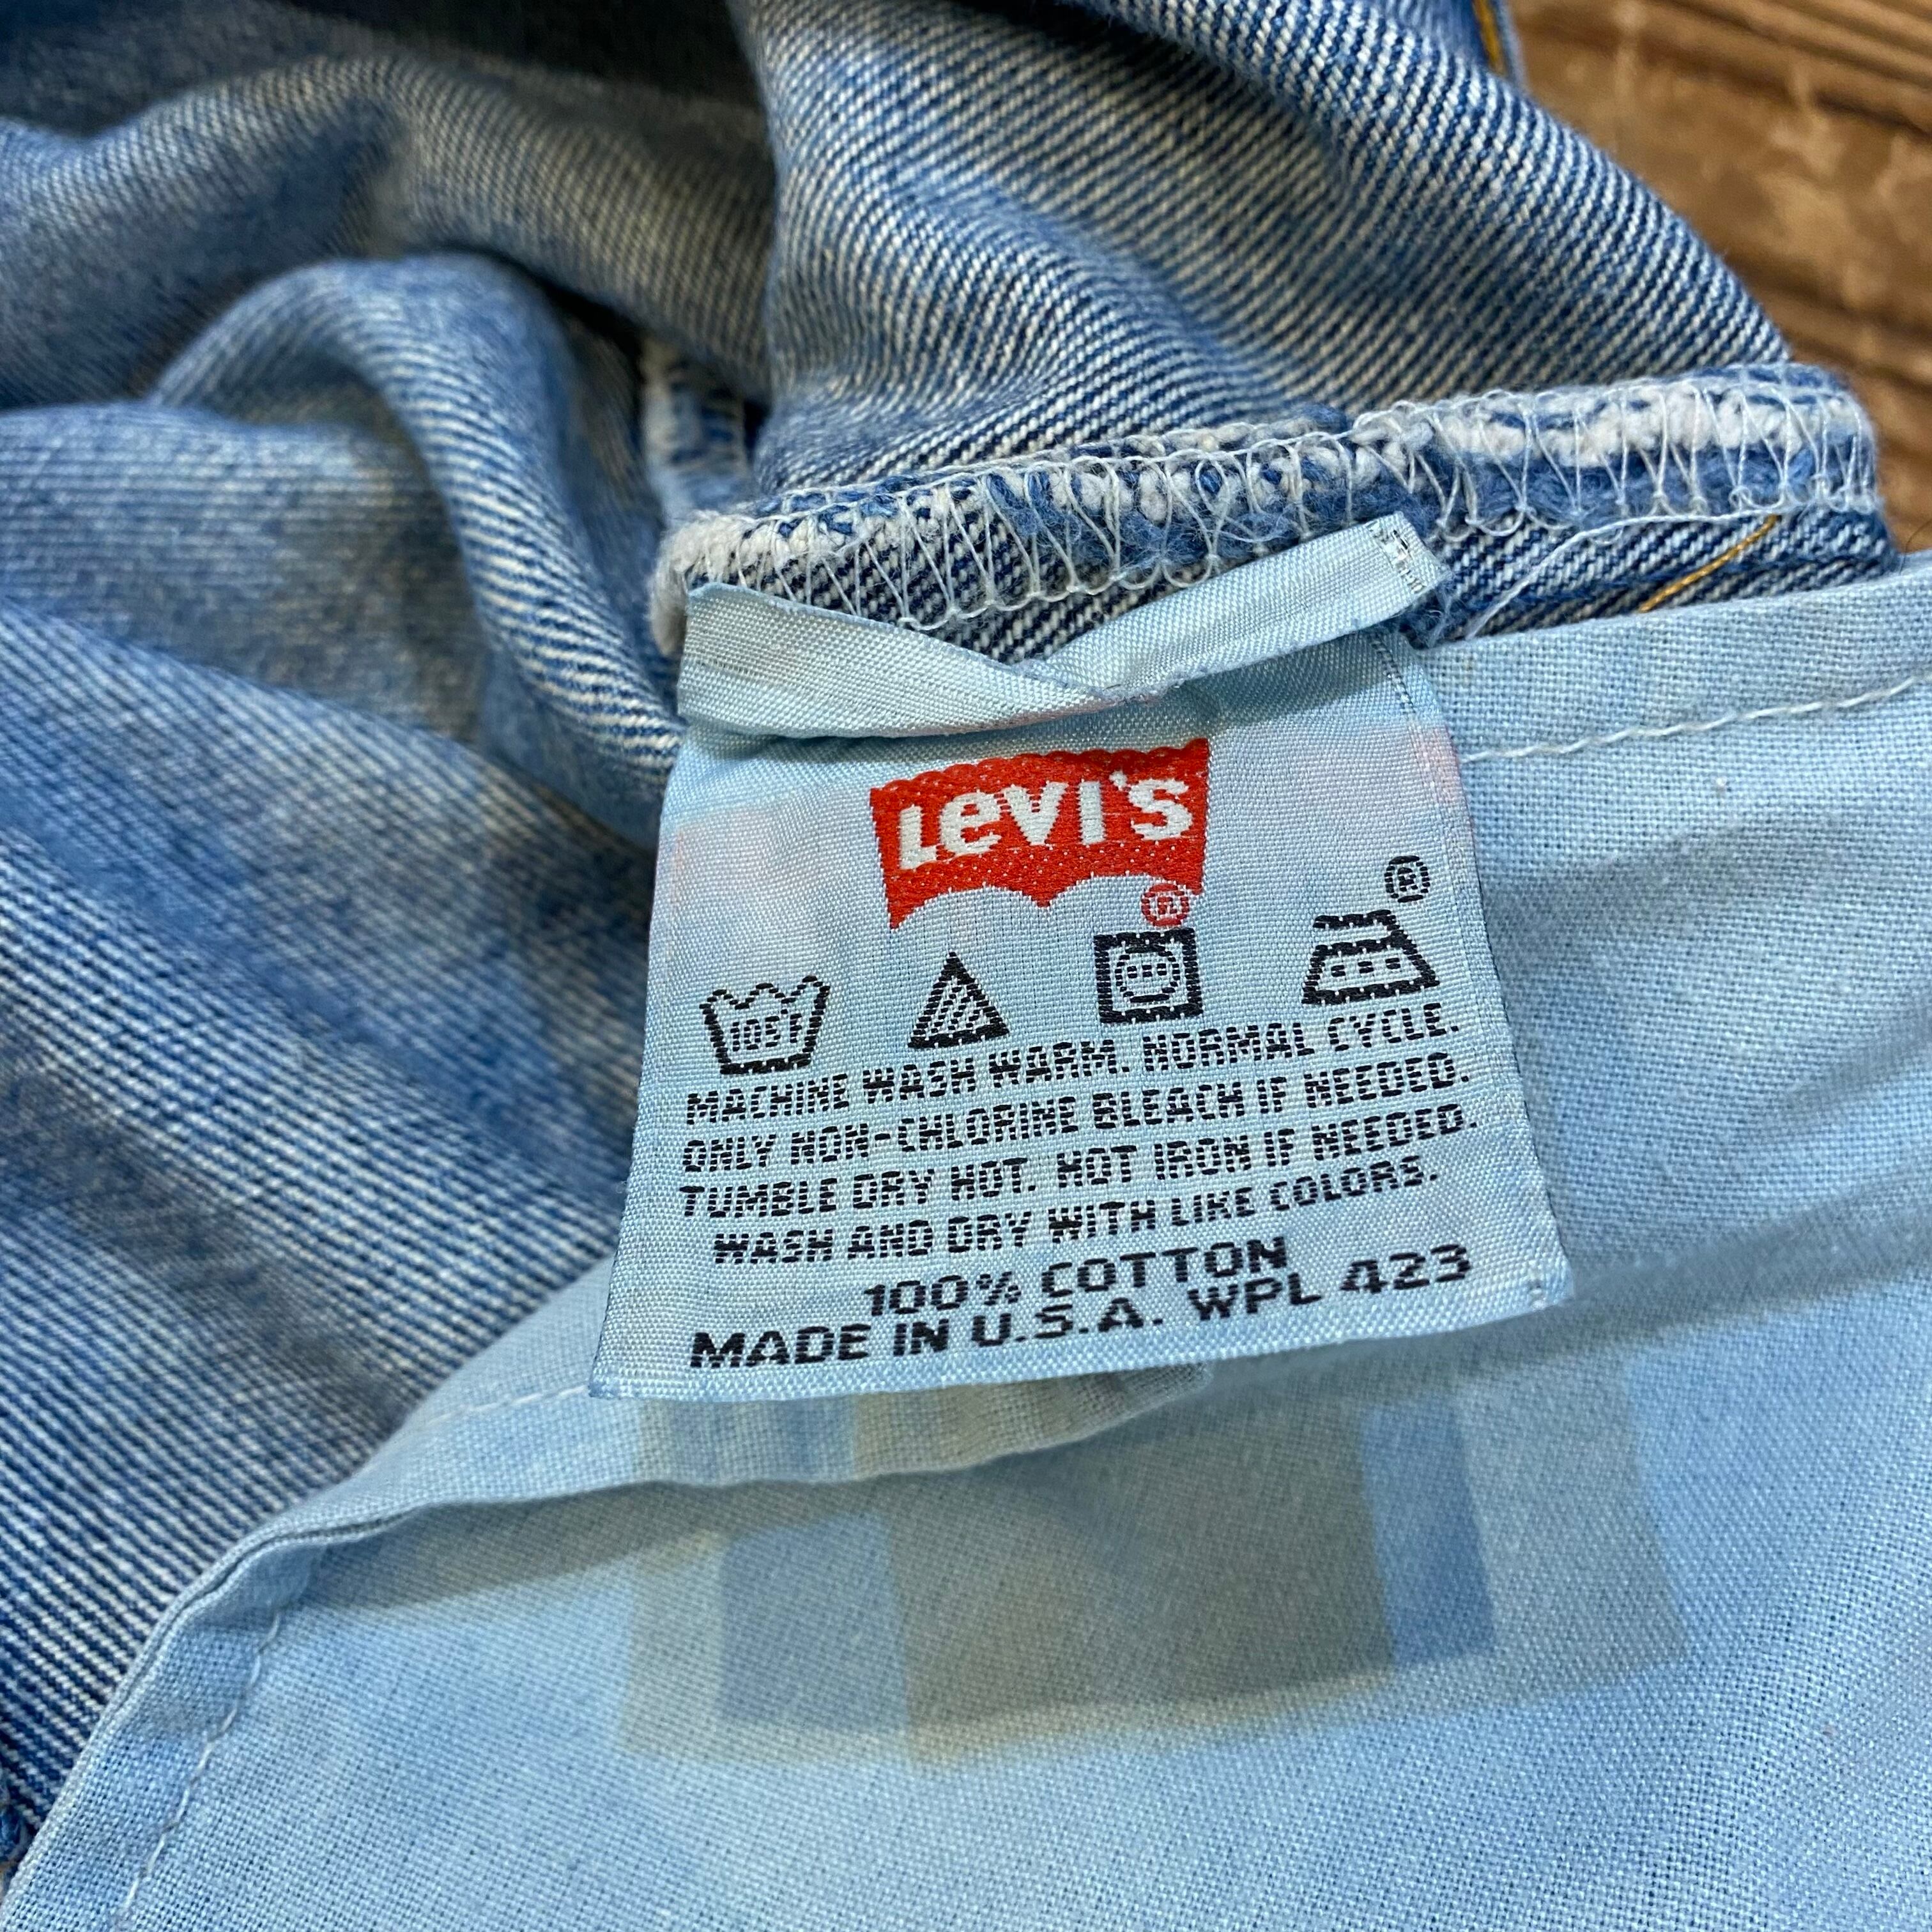 Levi's
®
®
105°F
MACHINE WASH WARM. NORMAL CYCLE.
ONLY NON-CHLORINE BLEACH IF NEEDED.
TUMBLE DRY HOT. HOT IRON IF NEEDED.
WASH AND DRY WITH LIKE COLORS.
100% COTTON
MADE IN U.S.A. WPL 423